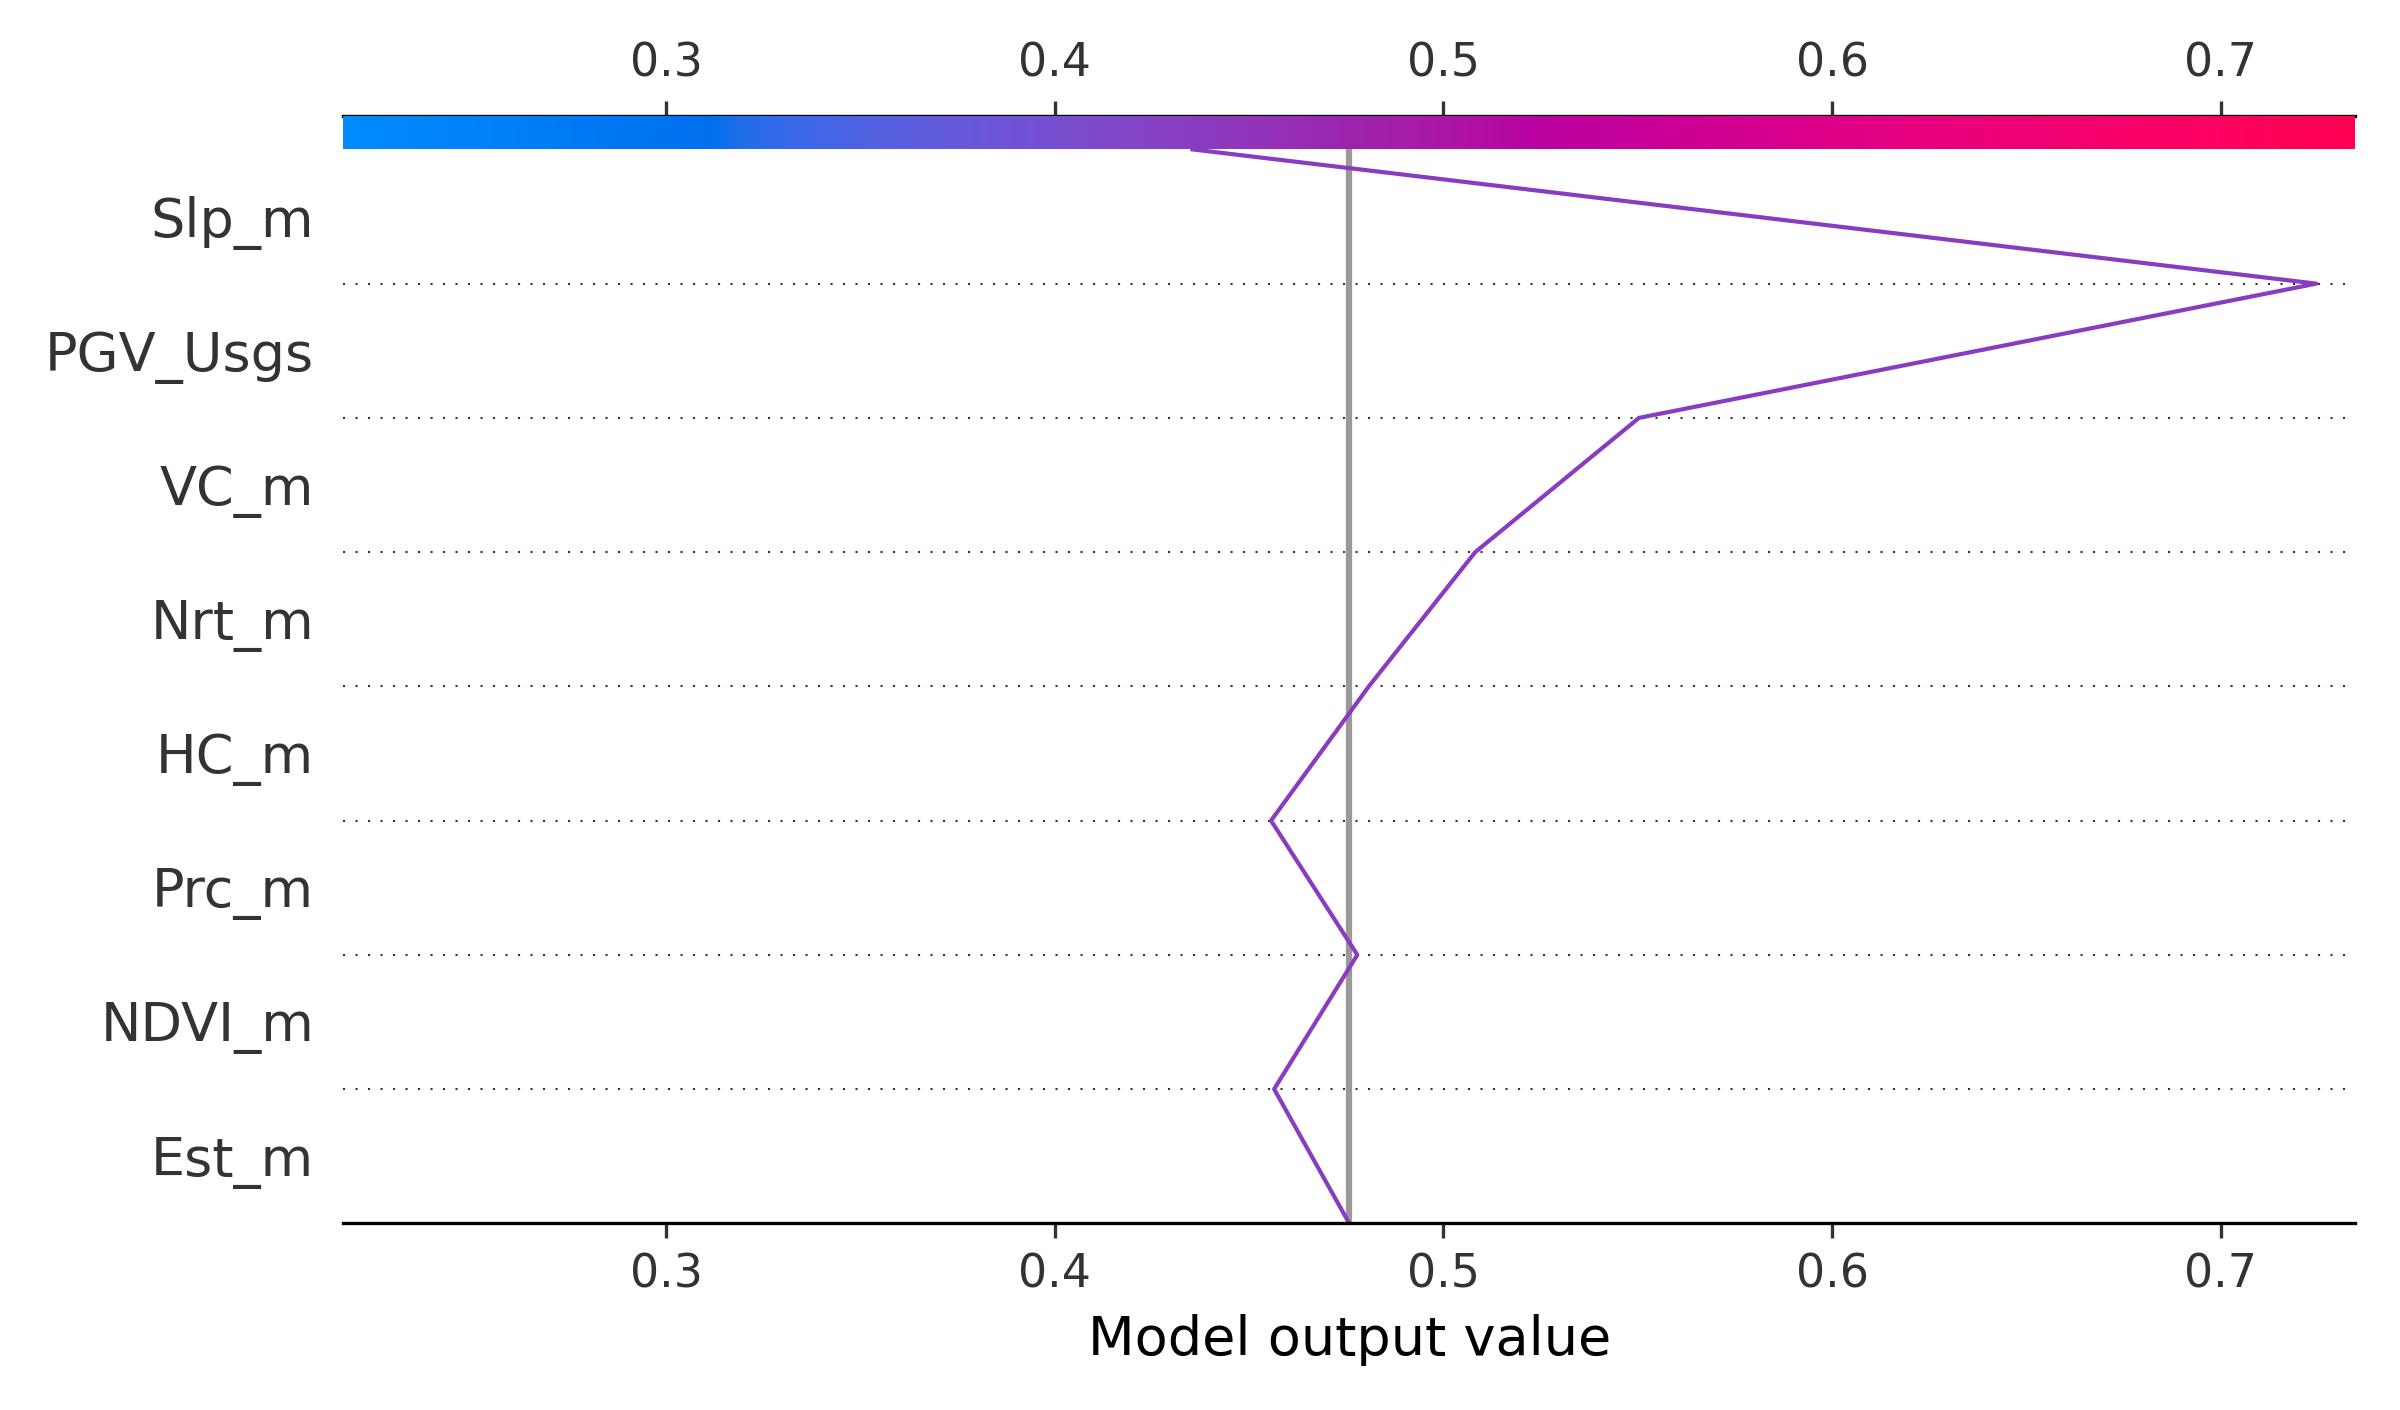 0.3 0.4 0.5 0.6 0.7
Slp_m
PGV_Usgs
VC_m
Nrt_m
HC_m
Prc_m
NDVI_m
Est_m
0.3 0.4 0.5 0.6 0.7
Model output value